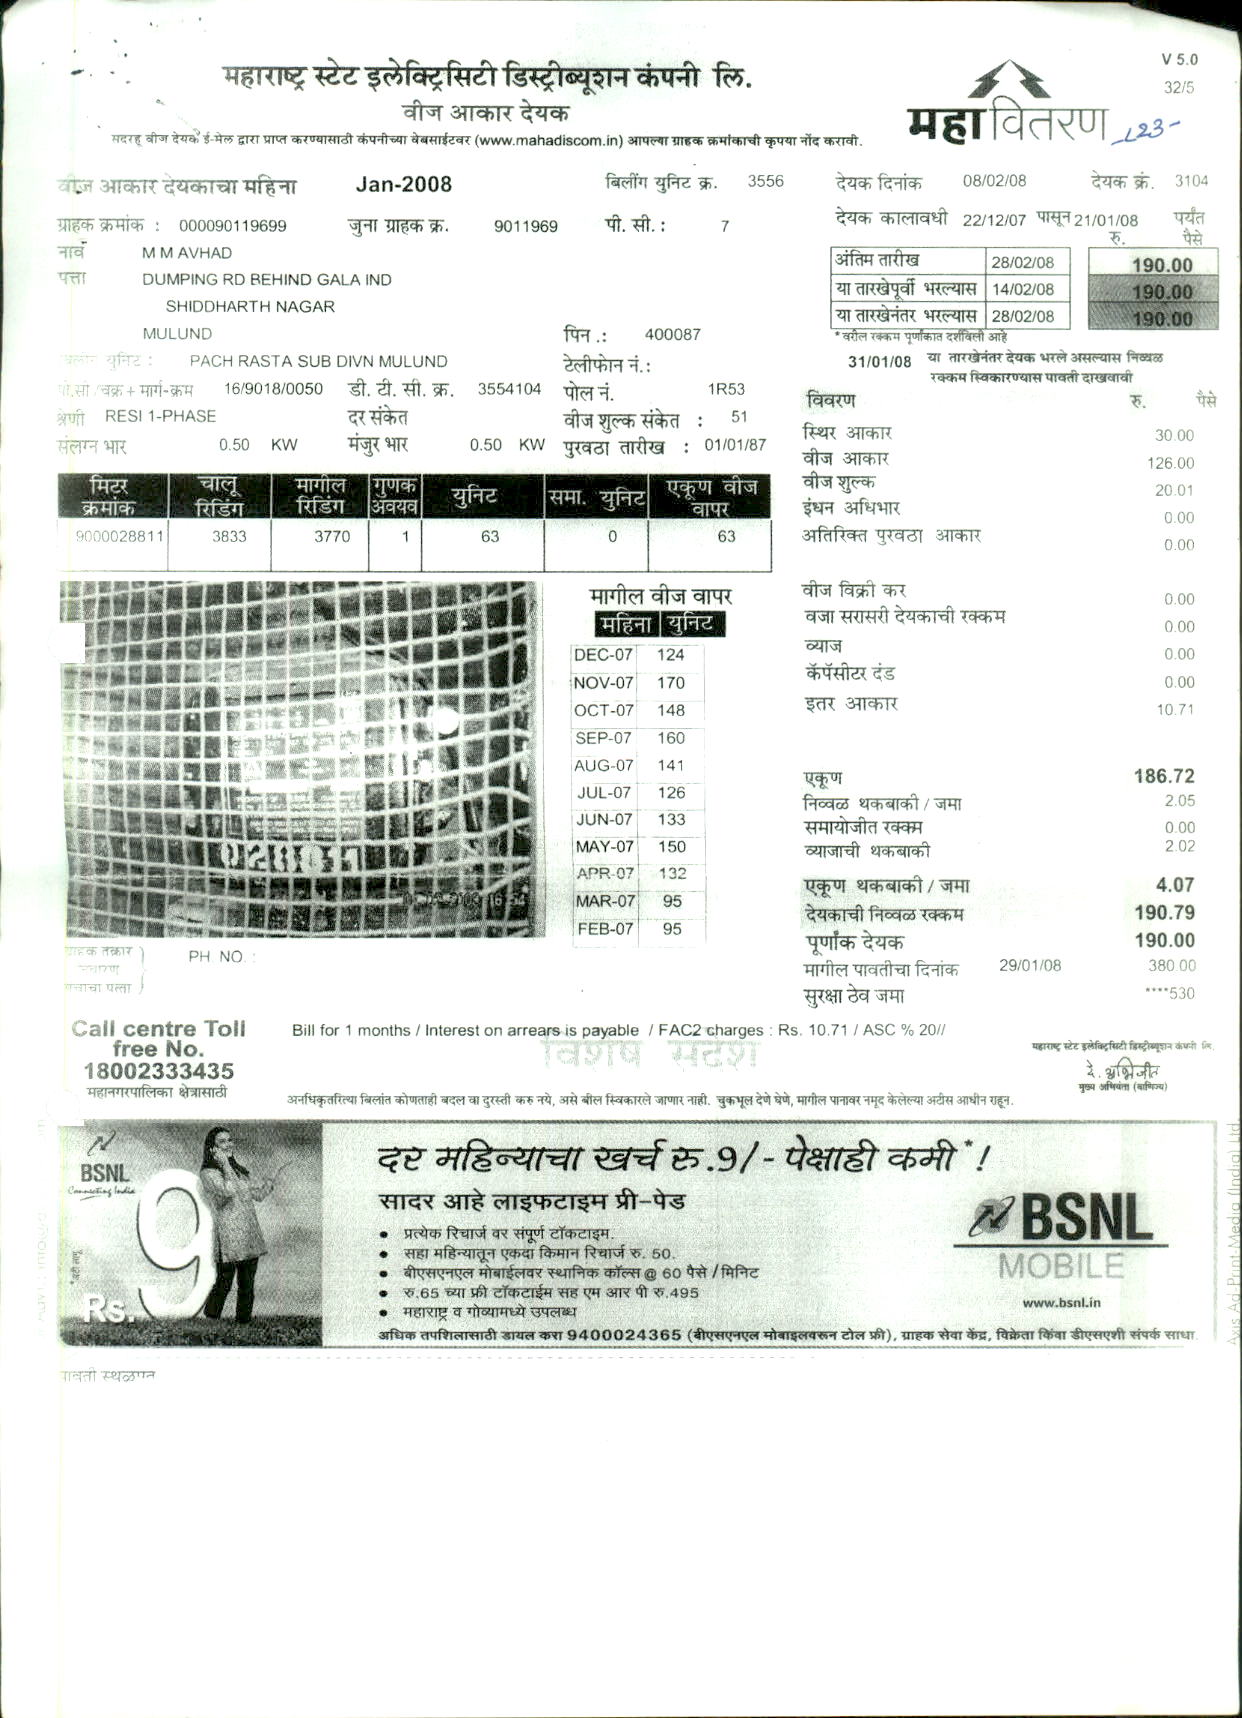 V 5.0
32/5
महाराष्ट्र स्टेट इलेक्ट्रिसिटी डिस्ट्रीब्यूशन कंपनी लि.
वीज आकार देयक
सदरहू वीज देयक ई-मेल द्वारा प्राप्त करण्यासाठी कंपनीच्या वेबसाईटवर (www.mahadiscom.in) आपल्या ग्राहक क्रमांकाची कृपया नोंद करावी.
महावितरण
वीज आकार देयकाचा महिना Jan-2008 बिलींग युनिट क्र. 3556 देयक दिनांक 08/02/08 देयक क्रं. 3104
ग्राहक क्रमांक : 000090119699 जुना ग्राहक क्र. 9011969 पी. सी. : 7 देयक कालावधी 22/12/07 पासून 21/01/08 पर्यंत
रु. पैसे
नावं M M AVHAD
पत्ता DUMPING RD BEHIND GALA IND
SHIDDHARTH NAGAR
MULUND पिन .: 400087
अंतिम तारीख 28/02/08 190.00
या तारखेपूर्वी भरल्यास 14/02/08 190.00
या तारखेनंतर भरल्यास 28/02/08 190.00
* वरील रक्कम पूर्णांकात दर्शविली आहे
युनिट : PACH RASTA SUB DIVN MULUND टेलीफोन नं.:
31/01/08 या तारखेनंतर देयक भरले असल्यास निव्वळ
रक्कम स्विकारण्यास पावती दाखवावी
पी.सी /चक्र + मार्ग-क्रम 16/9018/0050 डी. टी. सी. क्र. 3554104 पोल नं. 1R53
श्रेणी RESI 1-PHASE दर संकेत वीज शुल्क संकेत : 51
संलग्न भार 0.50 KW मंजुर भार 0.50 KW पुरवठा तारीख : 01/01/87
मिटर क्रमांक चालू रिडिंग मागील रिडिंग गुणक अवयव युनिट समा. युनिट एकूण वीज वापर
9000028811 3833 3770 1 63 0 63
मागील वीज वापर
महिना युनिट
DEC-07 124
NOV-07 170
OCT-07 148
SEP-07 160
AUG-07 141
JUL-07 126
JUN-07 133
MAY-07 150
APR-07 132
MAR-07 95
FEB-07 95
विवरण रु. पैसे
स्थिर आकार 30.00
वीज आकार 126.00
वीज शुल्क 20.01
इंधन अधिभार 0.00
अतिरिक्त पुरवठा आकार 0.00
वीज विक्री कर 0.00
वजा सरासरी देयकाची रक्कम 0.00
व्याज 0.00
कॅपॅसीटर दंड 0.00
इतर आकार 10.71
एकूण 186.72
निव्वळ थकबाकी / जमा 2.05
समायोजीत रक्कम 0.00
व्याजाची थकबाकी 2.02
एकूण थकबाकी / जमा 4.07
देयकाची निव्वळ रक्कम 190.79
पूर्णांक देयक 190.00
मागील पावतीचा दिनांक 29/01/08 380.00
सुरक्षा ठेव जमा ****530
PH NO. :
Call centre Toll
free No.
18002333435
महानगरपालिका क्षेत्रासाठी
Bill for 1 months / Interest on arrears is payable / FAC2 charges : Rs. 10.71 / ASC % 20//
विशेष संदेश
महाराष्ट्र स्टेट इलेक्ट्रिसिटी डिस्ट्रिब्युशन कंपनी लि.
मुख्य अभियंता (वाणिज्य)
अनधिकृतरित्या बिलांत कोणताही बदल वा दुरस्ती करु नये, असे बील स्विकारले जाणार नाही. चुकभूल देणे घेणे, मागील पानावर नमूद केलेल्या अटीस आधीन राहून.
BSNL
Connecting India
9
Rs.
दर महिन्याचा खर्च रु.9/- पेक्षाही कमी*!
सादर आहे लाइफटाइम प्री-पेड
● प्रत्येक रिचार्ज वर संपूर्ण टॉकटाइम.
● सहा महिन्यातून एकदा किमान रिचार्ज रु. 50.
● बीएसएनएल मोबाईलवर स्थानिक कॉल्स @ 60 पैसे / मिनिट
● रु.65 च्या फ्री टॉकटाईम सह एम आर पी रु.495
● महाराष्ट्र व गोव्यामध्ये उपलब्ध
BSNL
MOBILE
www.bsnl.in
अधिक तपशिलासाठी डायल करा 9400024365 (बीएसएनएल मोबाइलवरून टोल फ्री), ग्राहक सेवा केंद्र, विक्रेता किंवा डीएसएशी संपर्क साधा
Avis Ad Print-Media (India) Ltd.